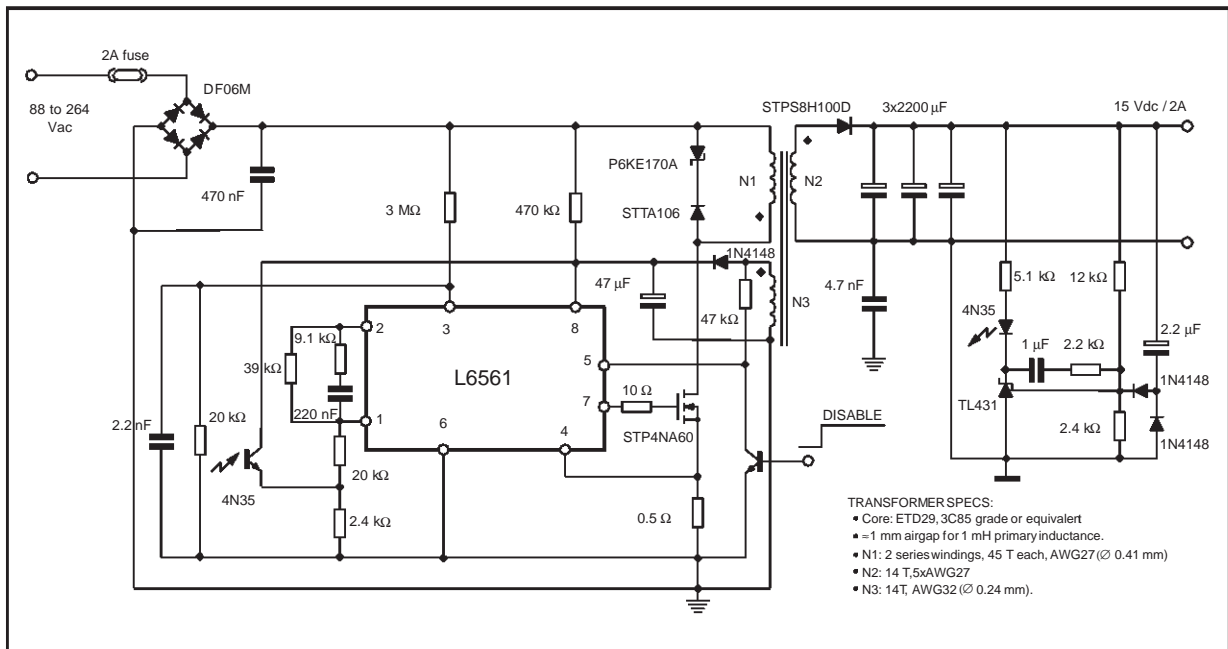 2A fuse
DF06M
88 to 264
Vac
470 nF
3 MΩ
470 kΩ
P6KE170A
STTA106
N1
N2
STPS8H100D
3x2200 µF
15 Vdc / 2A
1N4148
47 µF
N3
47 kΩ
4.7 nF
5.1 kΩ
12 kΩ
4N35
2.2 µF
1 µF
2.2 kΩ
1N4148
TL431
2.4 kΩ
1N4148
2
3
8
9.1 kΩ
39 kΩ
L6561
5
7
10 Ω
220 nF
1
6
4
STP4NA60
DISABLE
2.2 nF
20 kΩ
4N35
20 kΩ
2.4 kΩ
0.5 Ω
TRANSFORMER SPECS:
• Core: ETD29, 3C85 grade or equivalent
• ≈1 mm airgap for 1 mH primary inductance.
• N1: 2 series windings, 45 T each, AWG27 (∅ 0.41 mm)
• N2: 14 T,5xAWG27
• N3: 14T, AWG32 (∅ 0.24 mm).